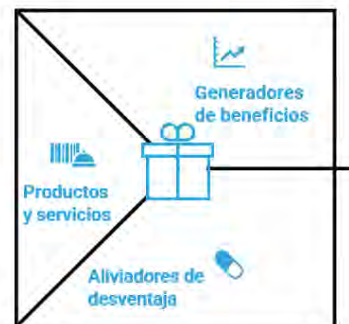 Generadores
de beneficios
Productos
y servicios
Aliviadores de
desventaja